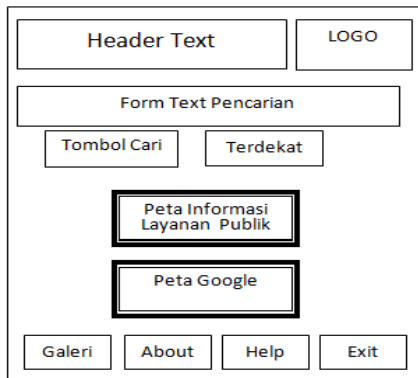 Header Text
LOGO
Form Text Pencarian
Tombol Cari
Terdekat
Peta Informasi
Layanan Publik
Peta Google
Galeri
About
Help
Exit